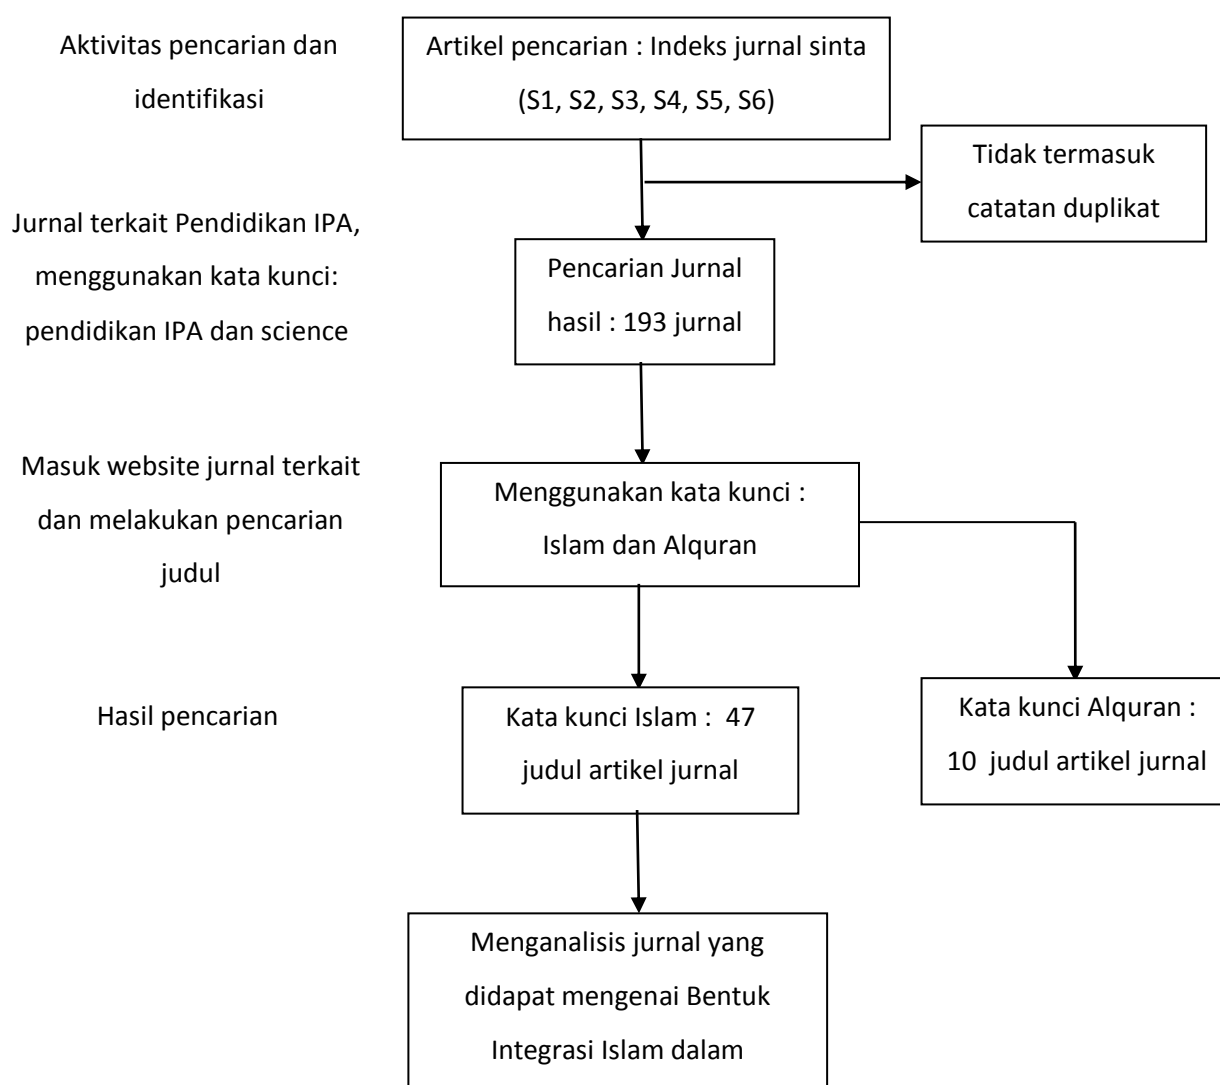 Aktivitas pencarian dan
identifikasi
Artikel pencarian : Indeks jurnal sinta
(S1, S2, S3, S4, S5, S6)
Tidak termasuk
catatan duplikat
Jurnal terkait Pendidikan IPA,
menggunakan kata kunci:
pendidikan IPA dan science
Pencarian Jurnal
hasil : 193 jurnal
Masuk website jurnal terkait
dan melakukan pencarian
judul
Menggunakan kata kunci :
Islam dan Alquran
Hasil pencarian
Kata kunci Islam : 47
judul artikel jurnal
Kata kunci Alquran :
10 judul artikel jurnal
Menganalisis jurnal yang
didapat mengenai Bentuk
Integrasi Islam dalam